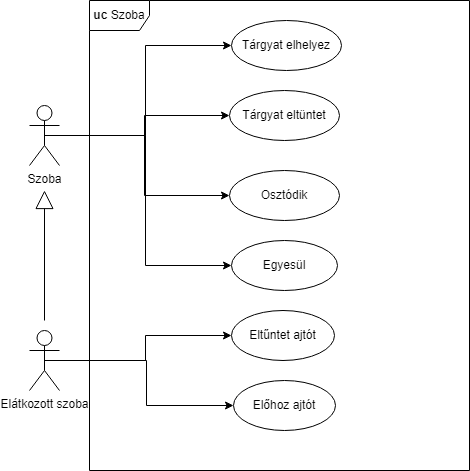 uc Szoba
Tárgyat elhelyez
Tárgyat eltüntet
Szoba
Osztódik
Egyesül
Eltűntet ajtót
Elátkozott szoba
Előhoz ajtót